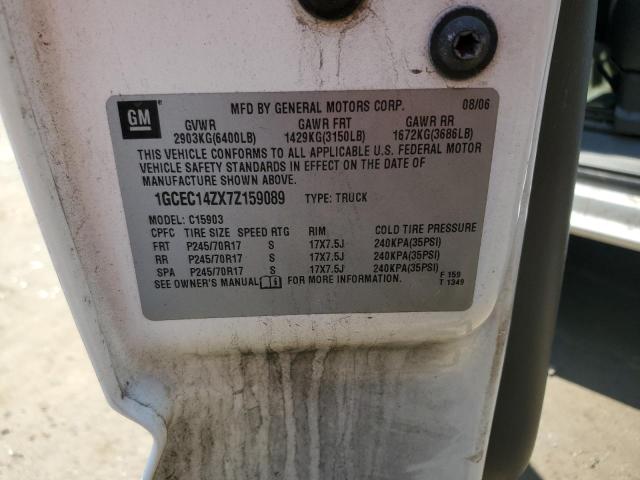 GM
MFD BY GENERAL MOTORS CORP. 08/06
GVWR GAWR FRT GAWR RR
2903KG(6400LB) 1429KG(3150LB) 1672KG(3686LB)
THIS VEHICLE CONFORMS TO ALL APPLICABLE U.S. FEDERAL MOTOR
VEHICLE SAFETY STANDARDS IN EFFECT ON THE DATE OF
MANUFACTURE SHOWN ABOVE.
1GCEC14ZX7Z159089 TYPE: TRUCK
MODEL: C15903
CPFC TIRE SIZE SPEED RTG RIM COLD TIRE PRESSURE
FRT P245/70R17 S 17X7.5J 240KPA(35PSI)
RR P245/70R17 S 17X7.5J 240KPA(35PSI)
SPA P245/70R17 S 17X7.5J 240KPA(35PSI)
SEE OWNER'S MANUAL FOR MORE INFORMATION. F 159
T 1349